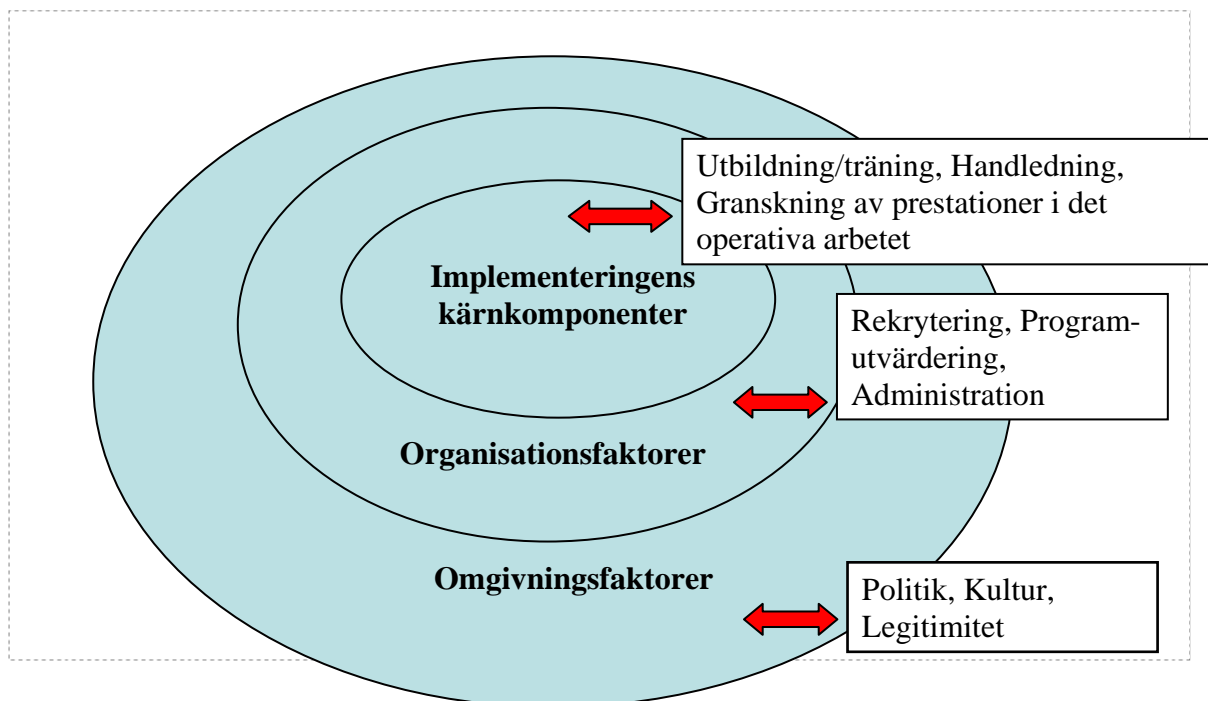 Utbildning/träning, Handledning,
Granskning av prestationer i det
operativa arbetet
Implementeringens
kärnkomponenter
Rekrytering, Program-
utvärdering,
Administration
Organisationsfaktorer
Omgivningsfaktorer
Politik, Kultur,
Legitimitet